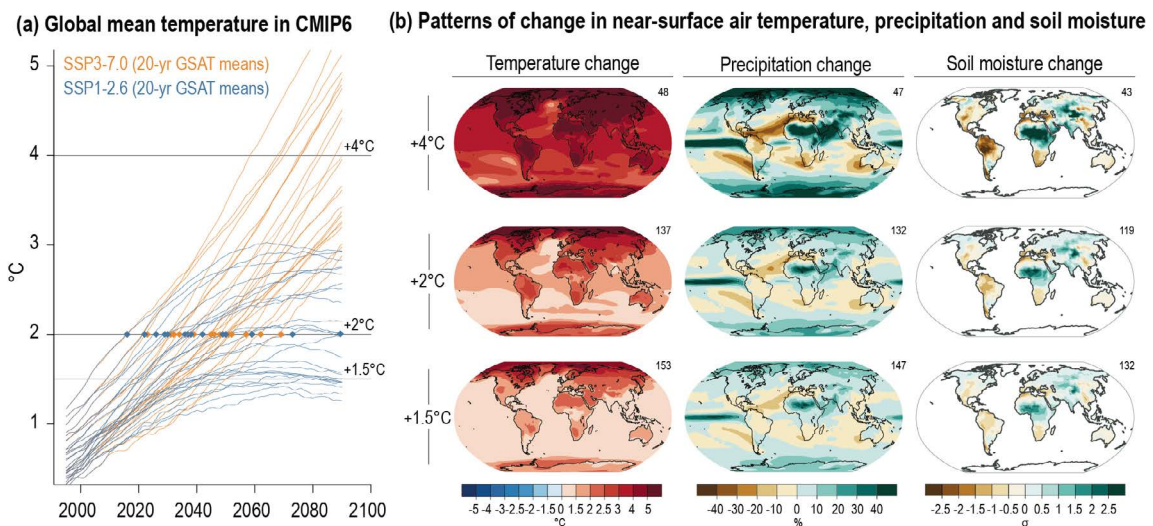 (a) Global mean temperature in CMIP6
SSP3-7.0 (20-yr GSAT means)
SSP1-2.6 (20-yr GSAT means)
5
4
3
2
1
°C
+4°C
+2°C
+1.5°C
2000 2020 2040 2060 2080 2100
(b) Patterns of change in near-surface air temperature, precipitation and soil moisture
Temperature change Precipitation change Soil moisture change
+4°C 48 47 43
+2°C 137 132 119
+1.5°C 153 147 132
-5 -4 -3 -2 -1.5 0 1 1.5 2 2.5 3 4 5
°C
-40 -30 -20 -10 0 10 20 30 40
%
-2.5 -2 -1.5 -1 -0.5 0 0.5 1 1.5 2 2.5
σ